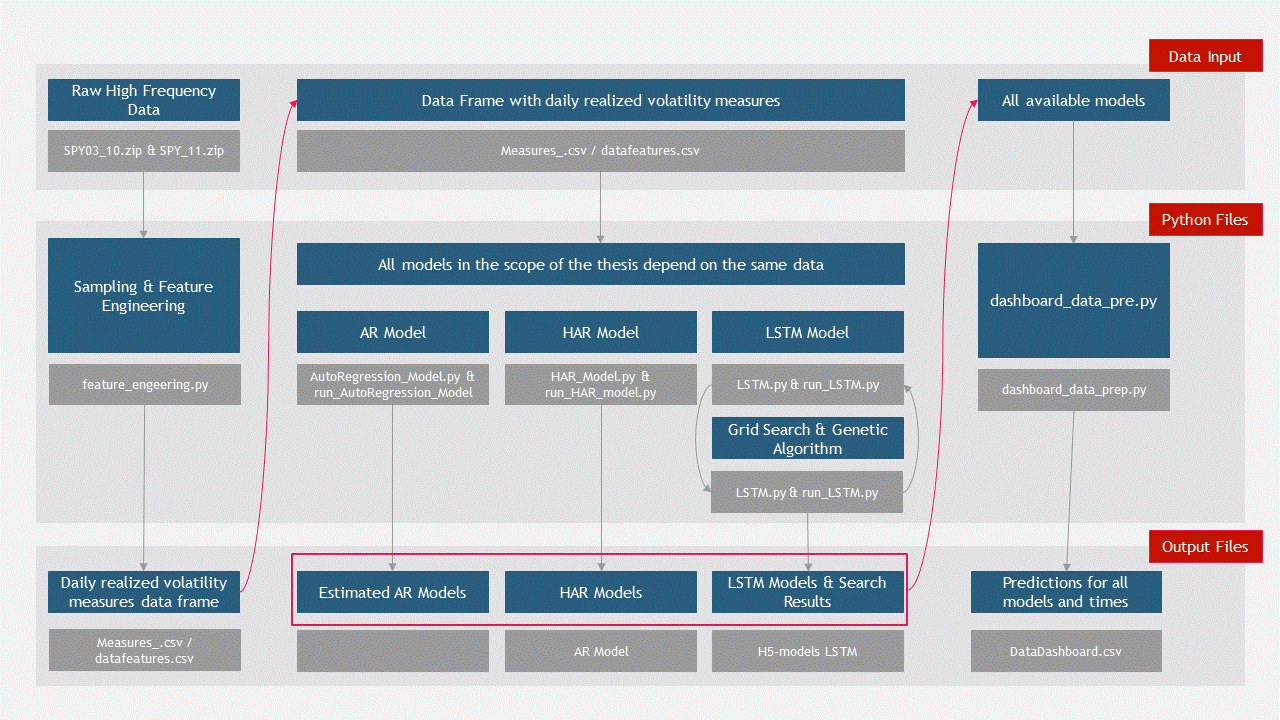 Data Input
Raw High Frequency
Data
SPY03_10.zip & SPY_11.zip
Data Frame with daily realized volatility measures
Measures_.csv / datafeatures.csv
All available models
Python Files
Sampling & Feature
Engineering
feature_engeering.py
All models in the scope of the thesis depend on the same data
AR Model
AutoRegression_Model.py &
run_AutoRegression_Model
HAR Model
HAR_Model.py &
run_HAR_model.py
LSTM Model
LSTM.py & run_LSTM.py
Grid Search & Genetic
Algorithm
LSTM.py & run_LSTM.py
dashboard_data_pre.py
dashboard_data_prep.py
Output Files
Daily realized volatility
measures data frame
Measures_.csv /
datafeatures.csv
Estimated AR Models
HAR Models
AR Model
LSTM Models & Search
Results
H5-models LSTM
Predictions for all
models and times
DataDashboard.csv